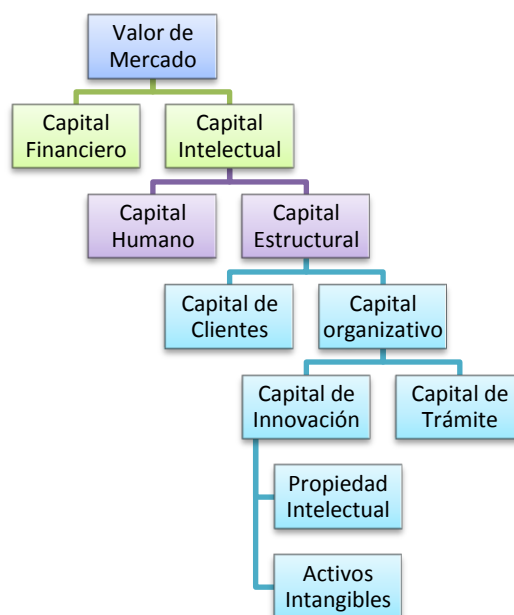 Valor de
Mercado
Capital
Financiero
Capital
Intelectual
Capital
Humano
Capital
Estructural
Capital de
Clientes
Capital
organizativo
Capital de
Innovación
Capital de
Trámite
Propiedad
Intelectual
Activos
Intangibles